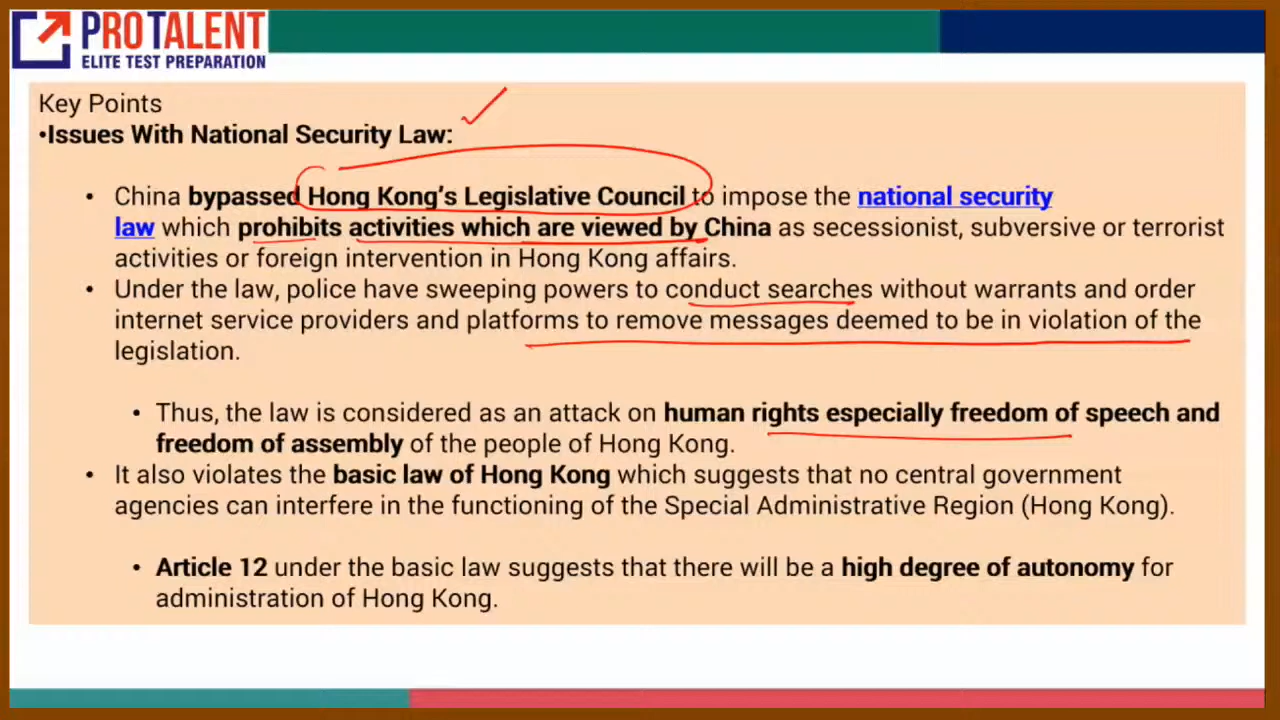 PROTALENT
ELITE TEST PREPARATION
Key Points
•Issues With National Security Law:
• China bypassed Hong Kong's Legislative Council to impose the national security
law which prohibits activities which are viewed by China as secessionist, subversive or terrorist
activities or foreign intervention in Hong Kong affairs.
• Under the law, police have sweeping powers to conduct searches without warrants and order
internet service providers and platforms to remove messages deemed to be in violation of the
legislation.
• Thus, the law is considered as an attack on human rights especially freedom of speech and
freedom of assembly of the people of Hong Kong.
• It also violates the basic law of Hong Kong which suggests that no central government
agencies can interfere in the functioning of the Special Administrative Region (Hong Kong).
• Article 12 under the basic law suggests that there will be a high degree of autonomy for
administration of Hong Kong.